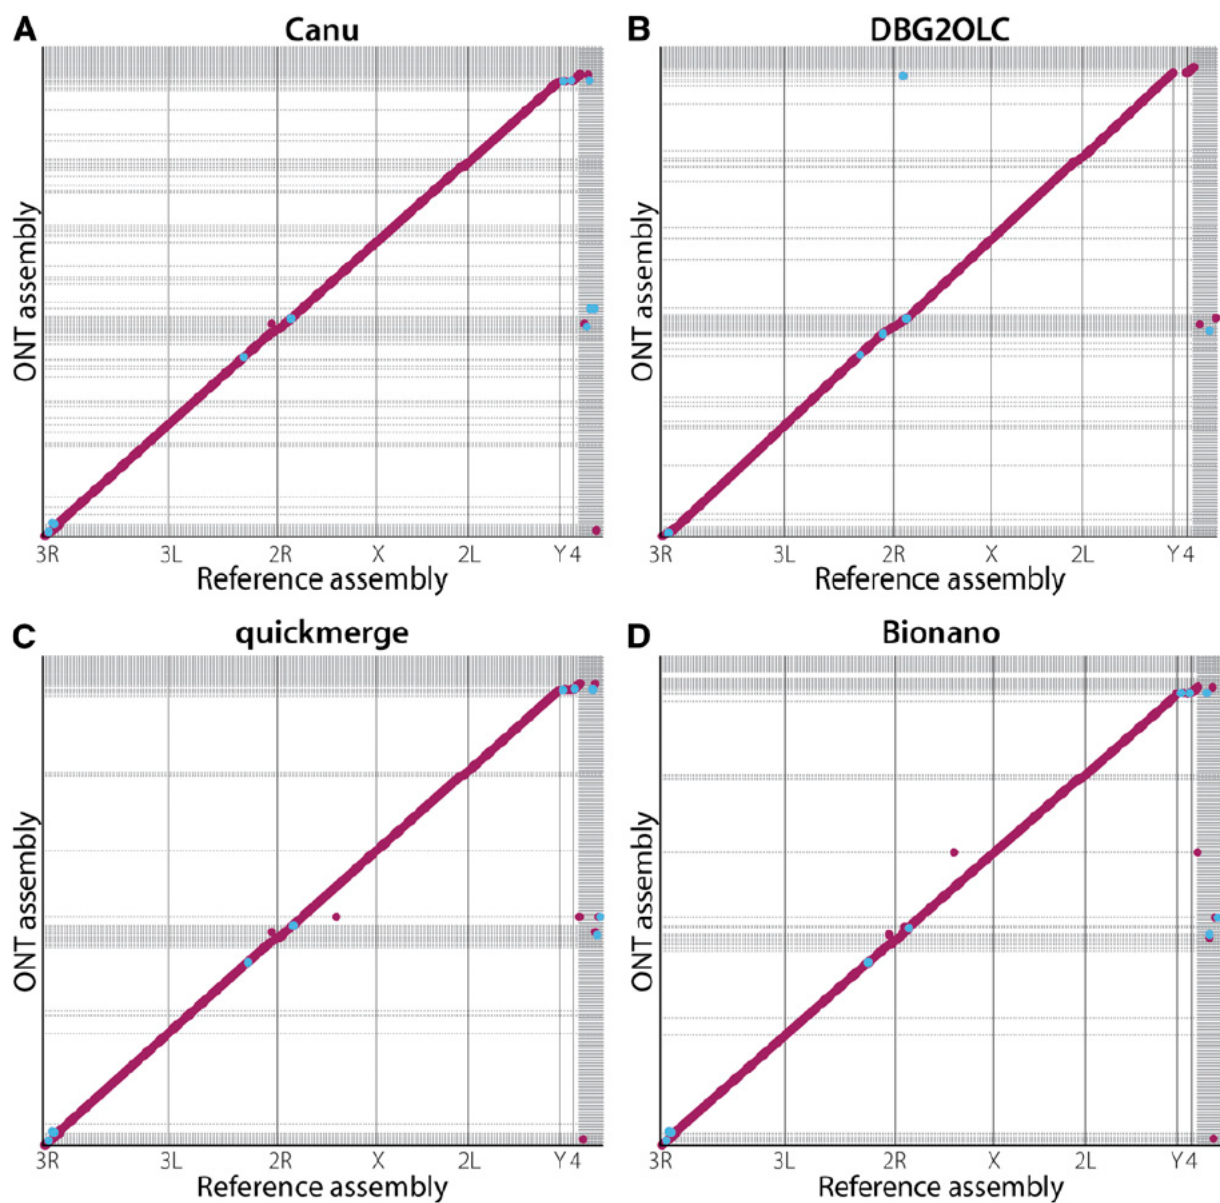 A Canu
ONT assembly
3R 3L 2R X 2L Y 4
Reference assembly
B DBG2OLC
ONT assembly
3R 3L 2R X 2L Y 4
Reference assembly
C quickmerge
ONT assembly
3R 3L 2R X 2L Y 4
Reference assembly
D Bionano
ONT assembly
3R 3L 2R X 2L Y 4
Reference assembly